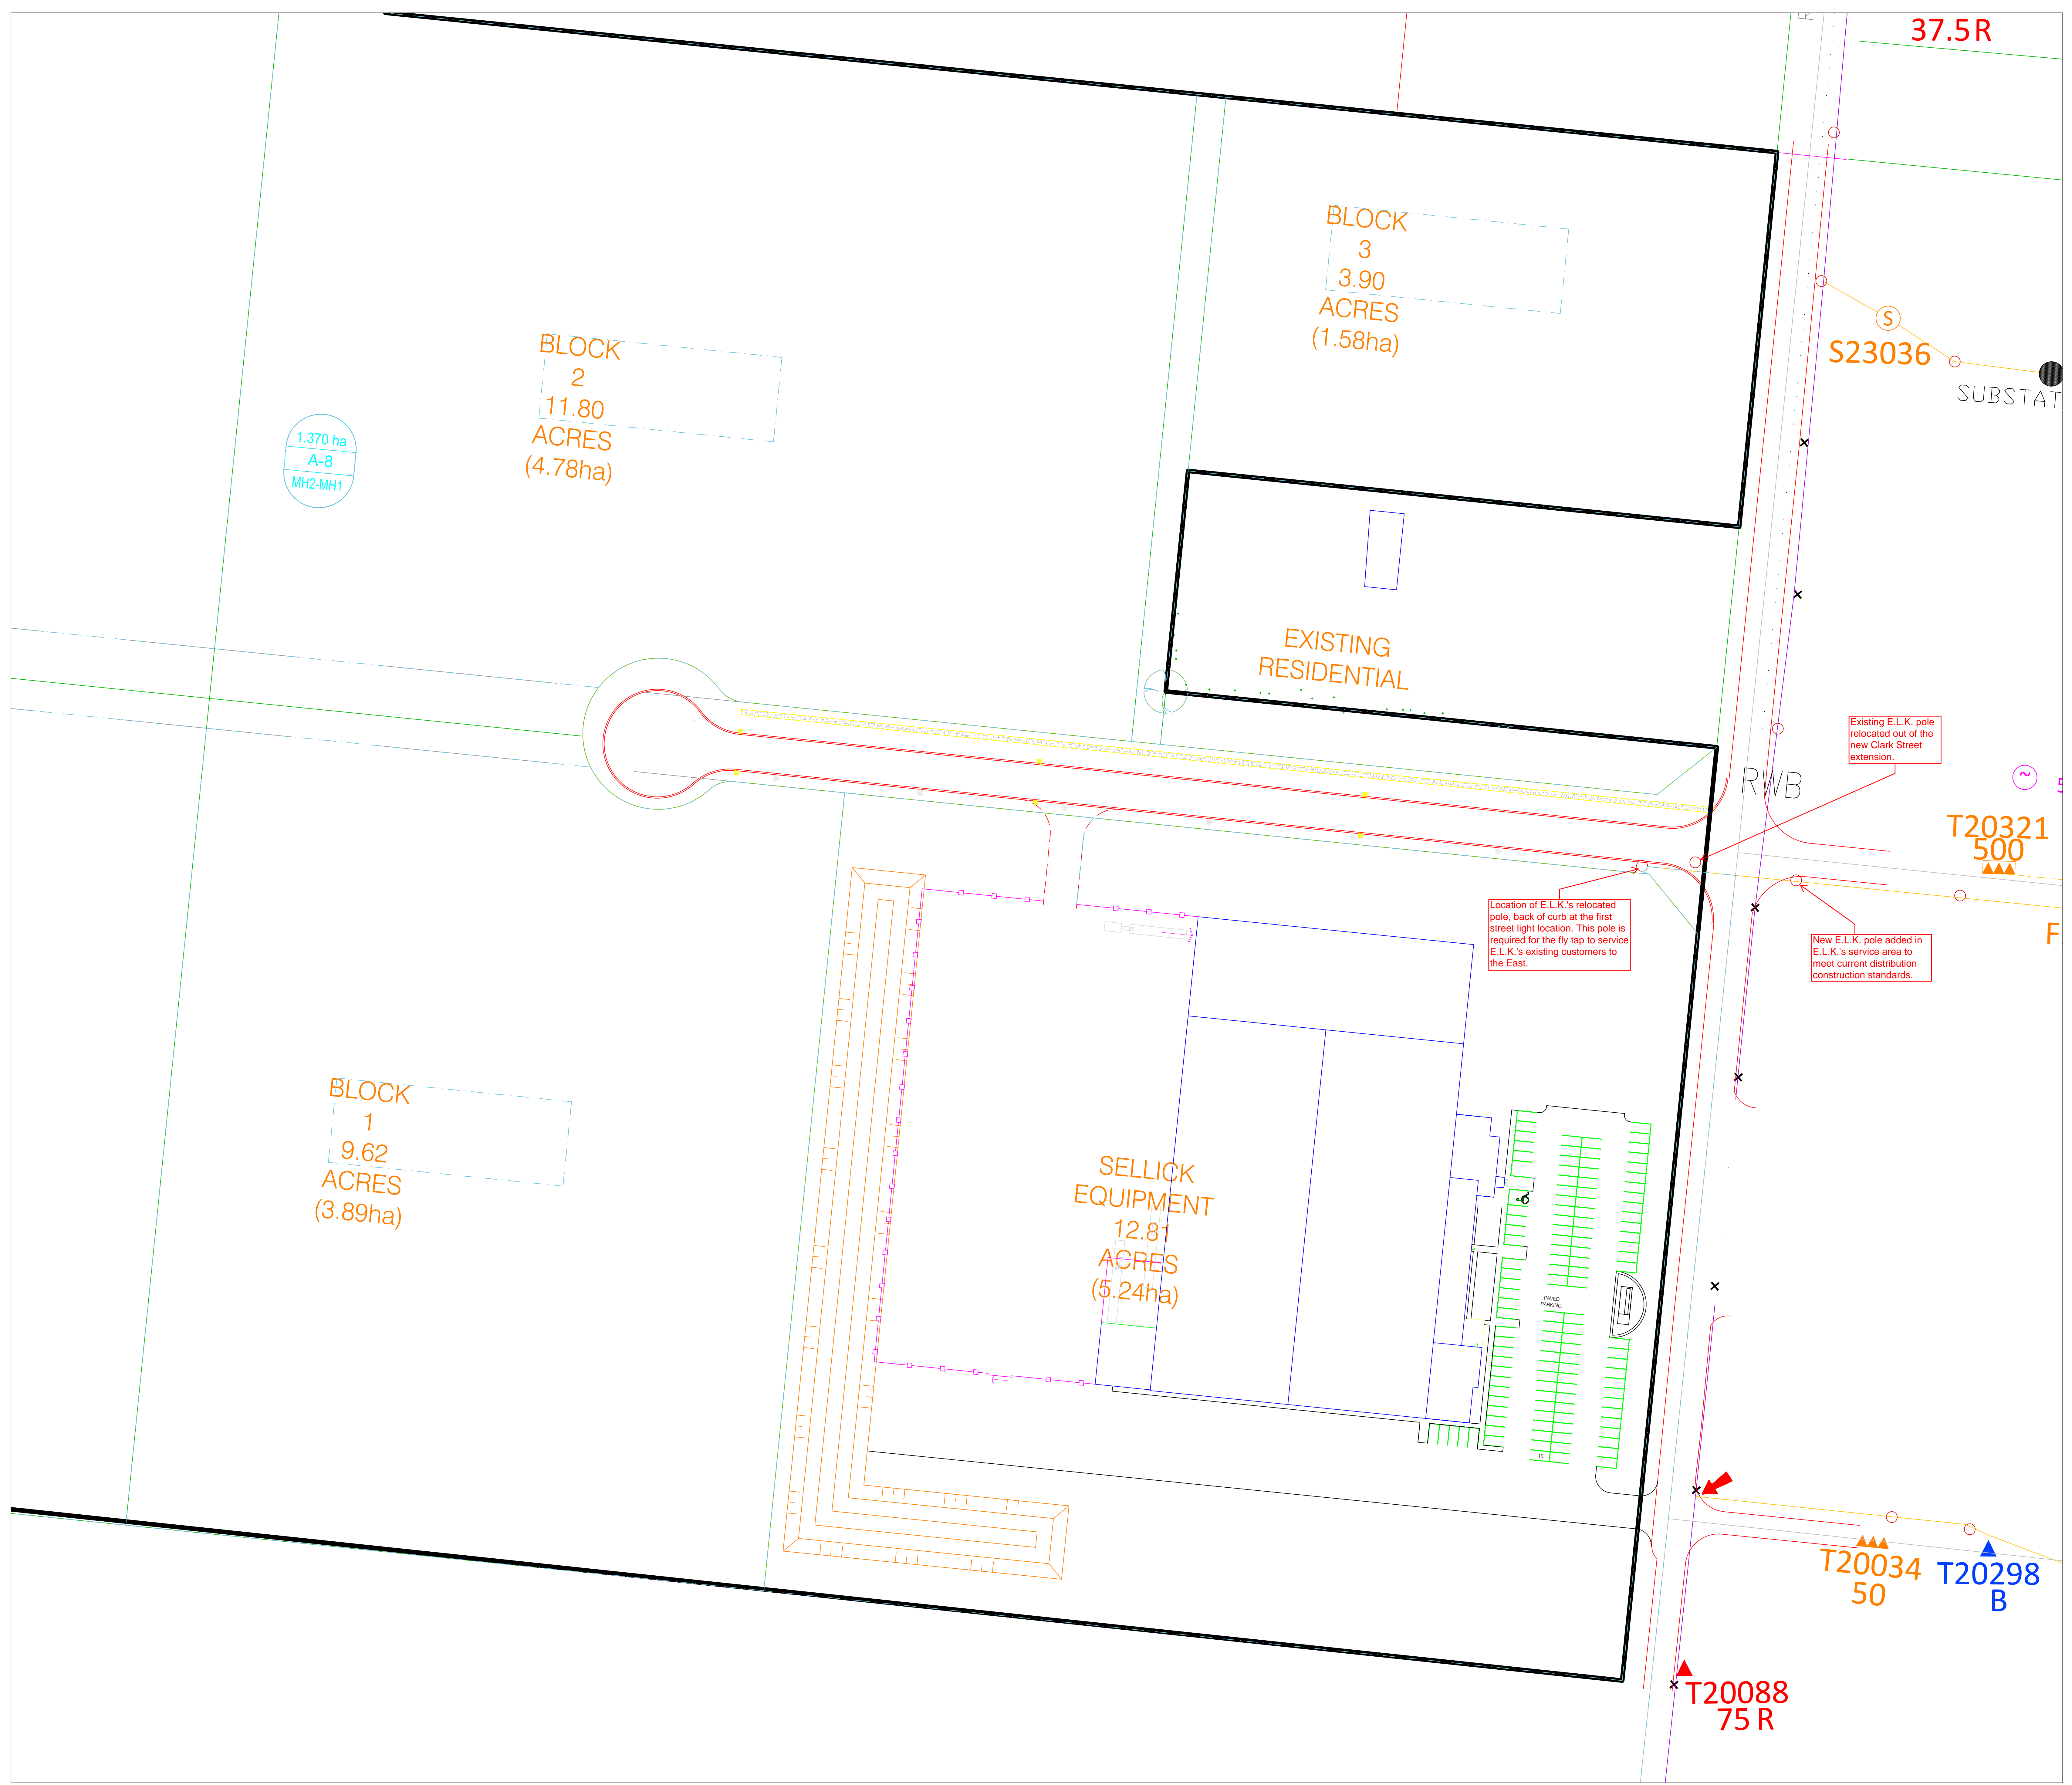 37.5 R
BLOCK
3
3.90
ACRES
(1.58ha)
S
S23036
SUBSTAT
BLOCK
2
11.80
ACRES
(4.78ha)
1.370 ha
A-8
MH2-MH1
EXISTING
RESIDENTIAL
Existing E.L.K. pole
relocated out of the
new Clark Street
extension.
RWB
~
T20321
500
Location of E.L.K.'s relocated
pole, back of curb at the first
street light location. This pole is
required for the fly tap to service
E.L.K.'s existing customers to
the East.
New E.L.K. pole added in
E.L.K.'s service area to
meet current distribution
construction standards.
F
BLOCK
1
9.62
ACRES
(3.89ha)
SELLICK
EQUIPMENT
12.81
ACRES
(5.24ha)
PAVED
PARKING
15
T20034
50
T20298
B
T20088
75 R